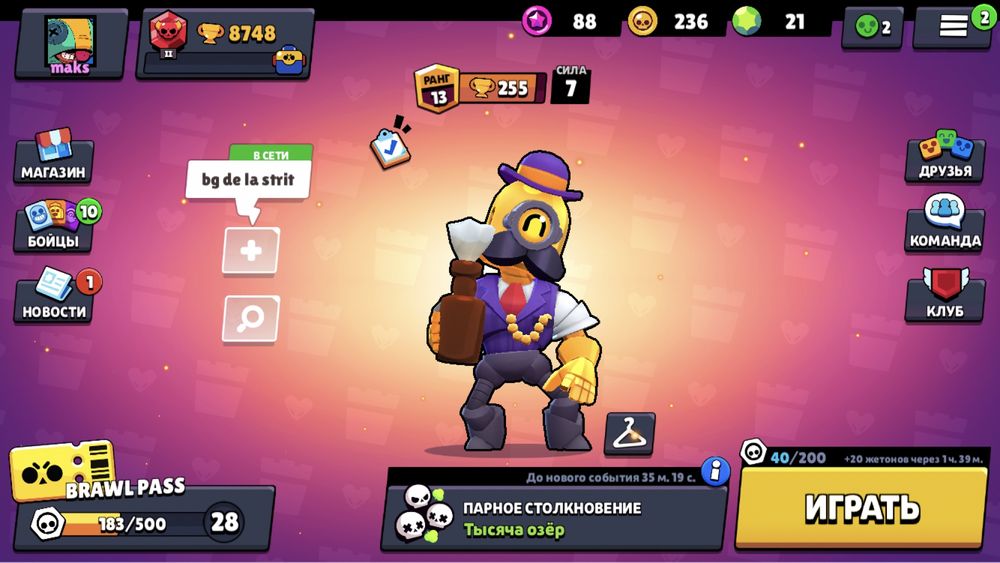 maks
II
8748
88
236
21
2
2
РАНГ
13
255
СИЛА
7
МАГАЗИН
БОЙЦЫ
10
НОВОСТИ
1
В СЕТИ
bg de la strit
ДРУЗЬЯ
КОМАНДА
КЛУБ
BRAWL PASS
183/500
28
До нового события 35 м. 19 с.
i
ПАРНОЕ СТОЛКНОВЕНИЕ
Тысяча озёр
40/200
+20 жетонов через 1 ч. 39 м.
ИГРАТЬ